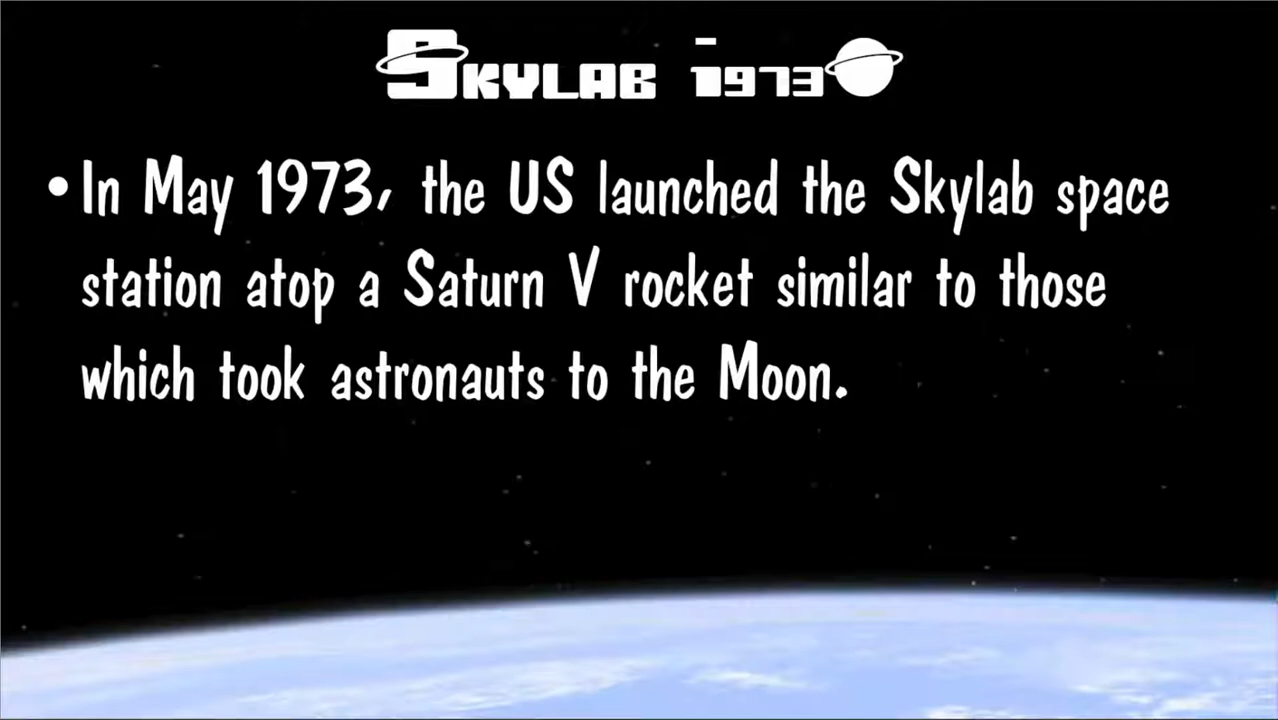 Skylab - 1973
• In May 1973, the US launched the Skylab space
station atop a Saturn V rocket similar to those
which took astronauts to the Moon.